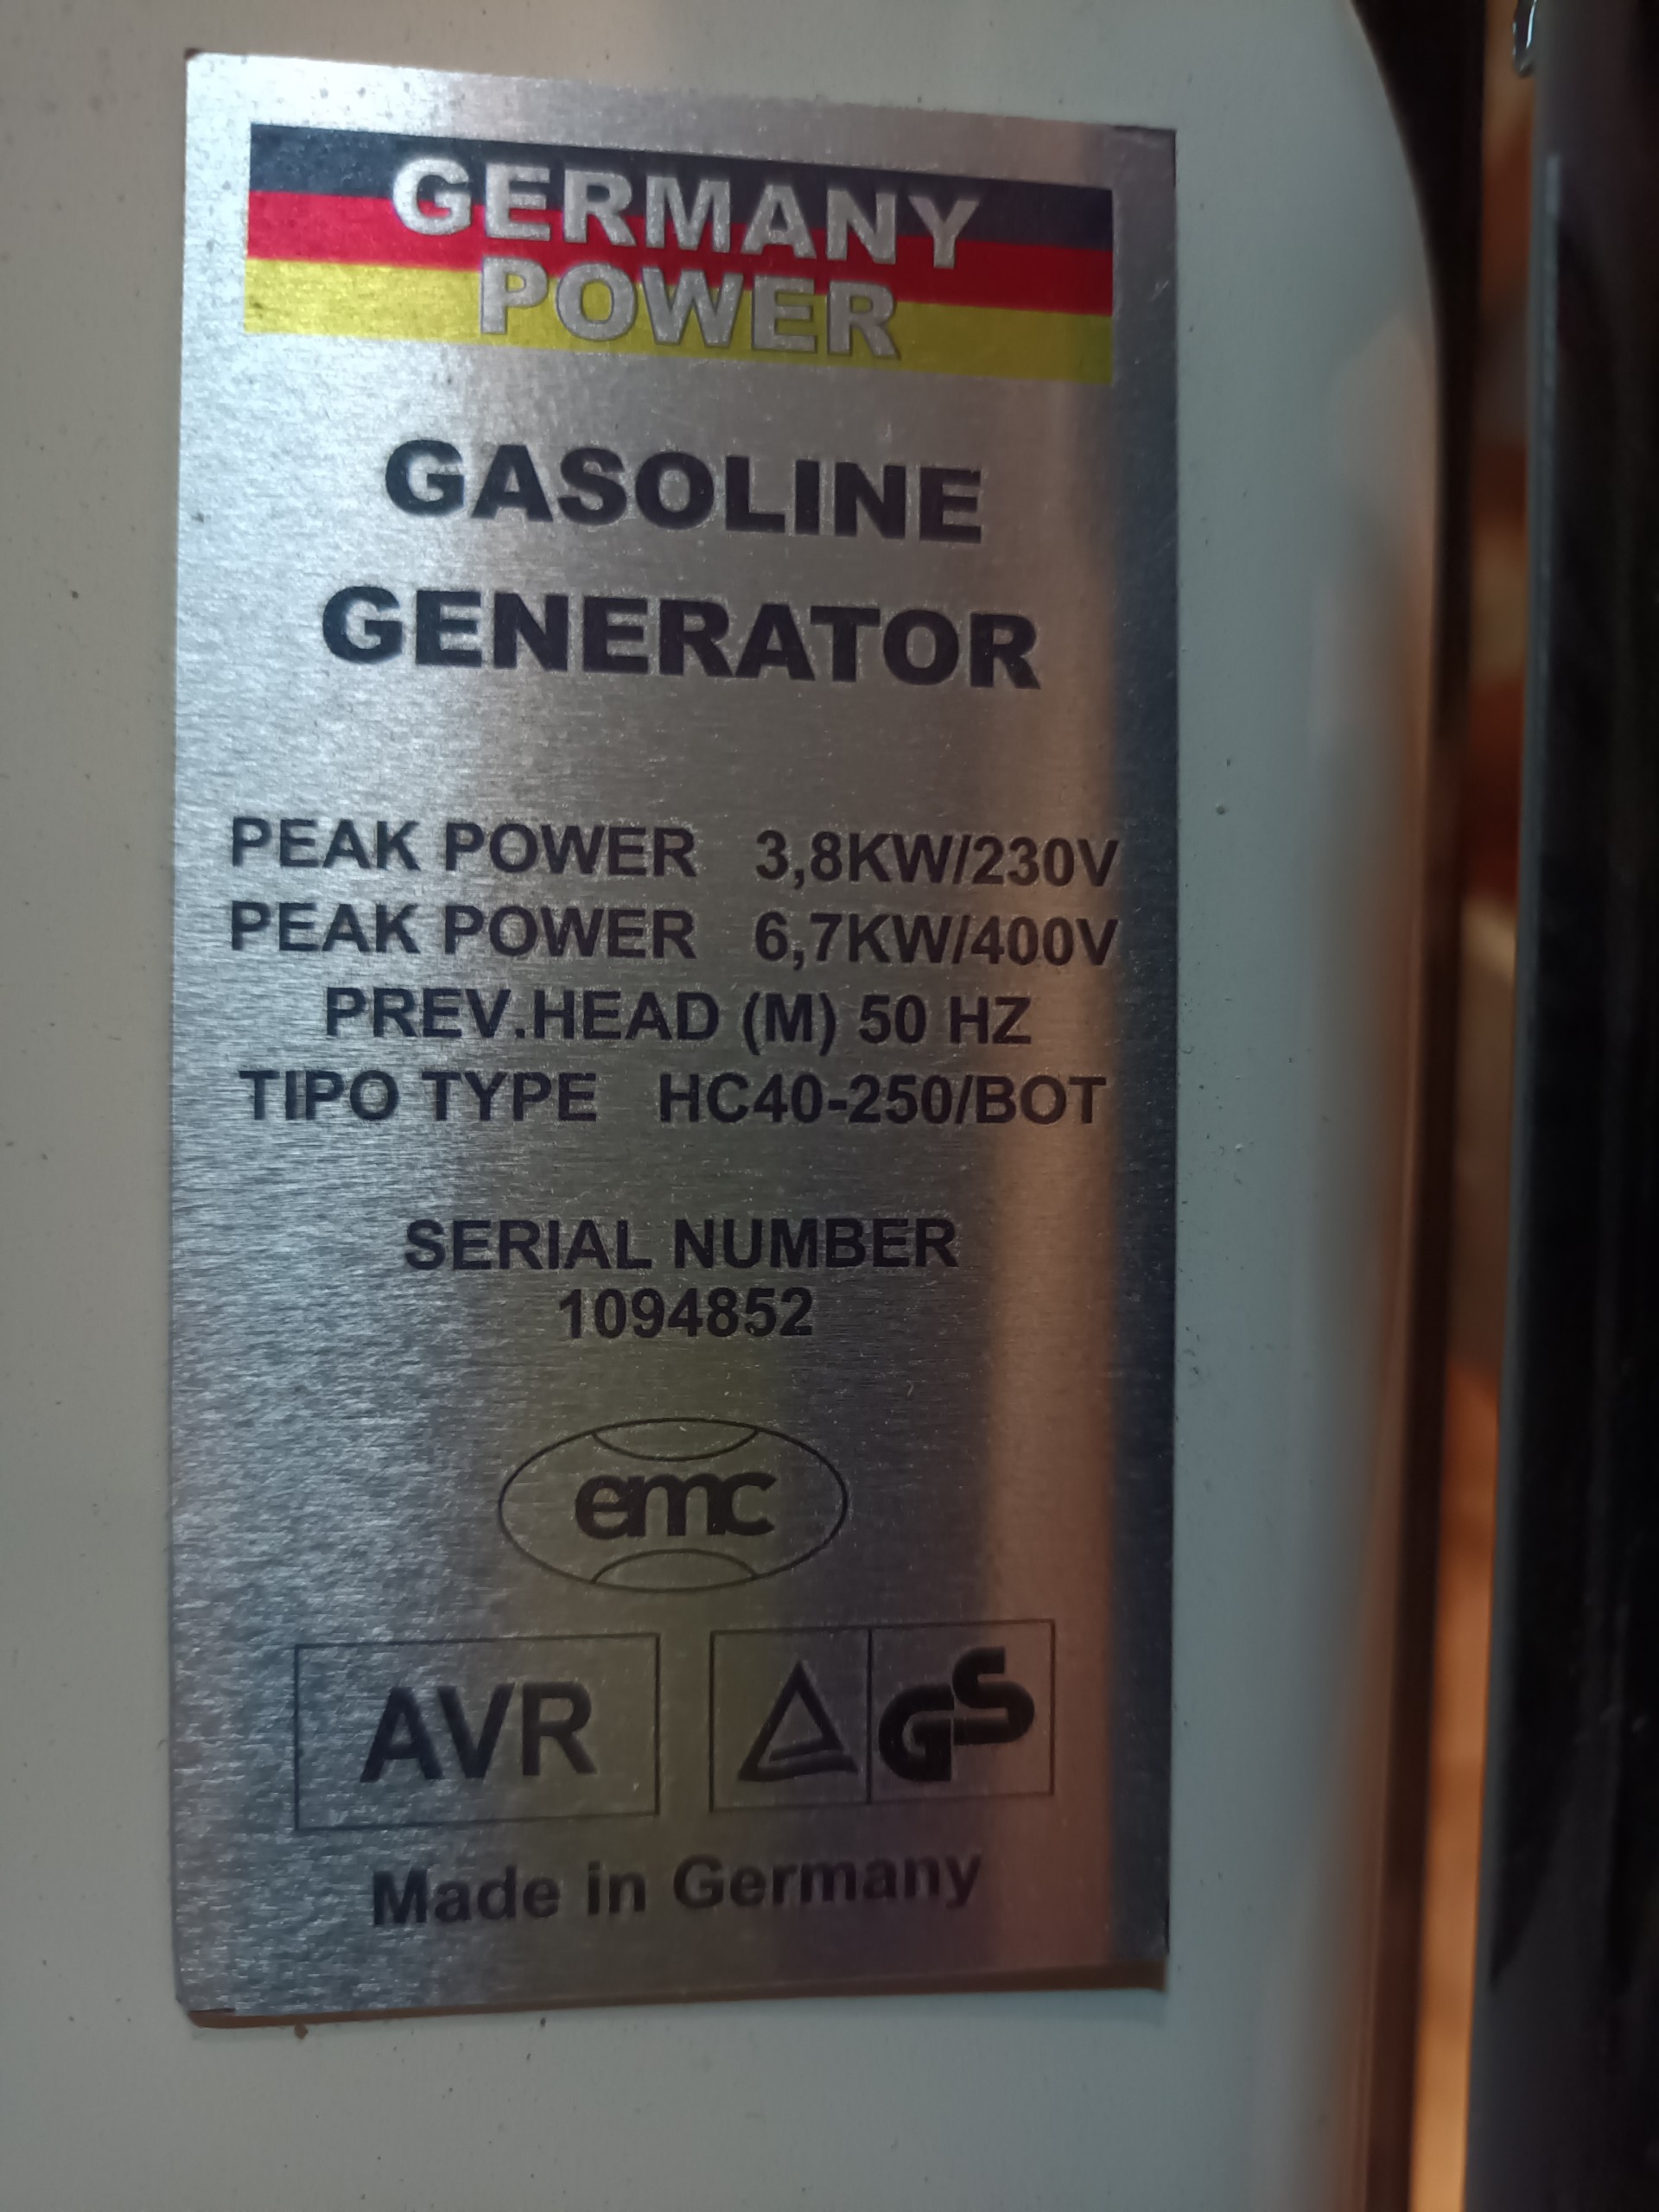 GERMANY
POWER
GASOLINE
GENERATOR
PEAK POWER 3,8KW/230V
PEAK POWER 6,7KW/400V
PREV.HEAD (M) 50 HZ
TIPO TYPE HC40-250/BOT
SERIAL NUMBER
1094852
emc
AVR
GS
Made in Germany